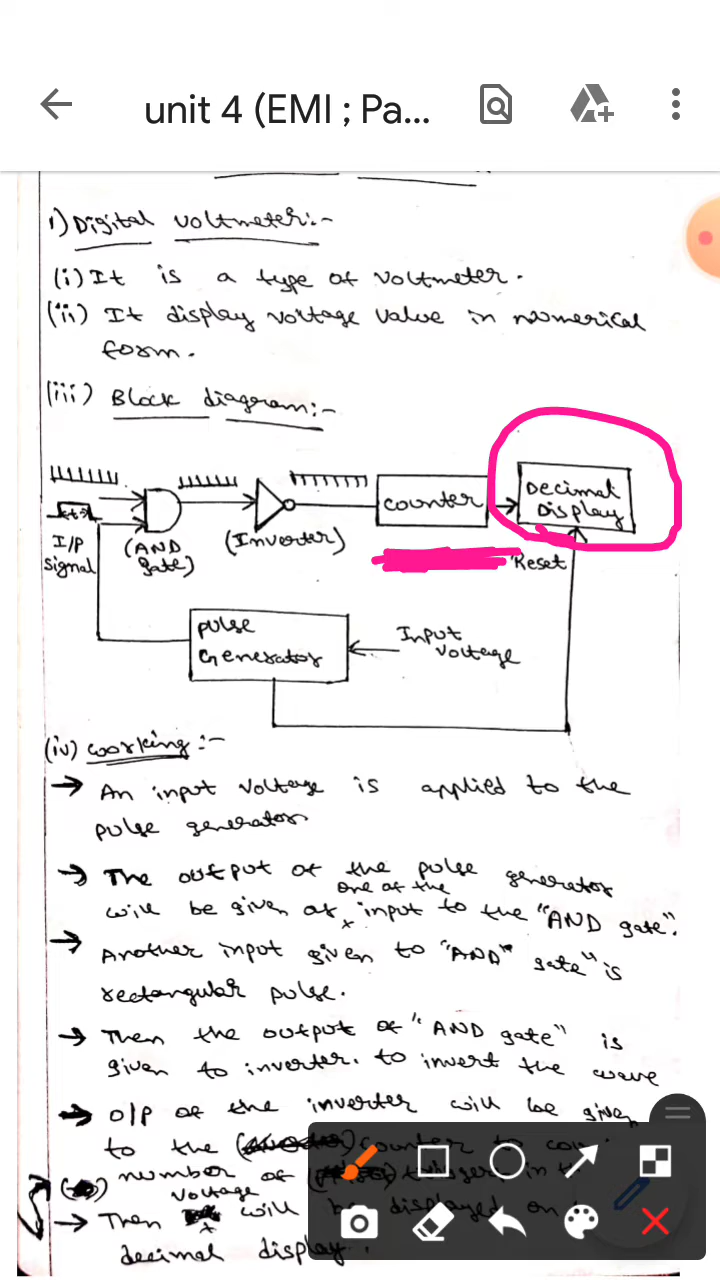 unit 4 (EMI ; Pa...
1) Digital voltmeter:-
(i) It is a type of voltmeter.
(ii) It display voltage value in noumerical
form.
(iii) Block diagram:-
I/P
signal
(AND
gate)
(Inverter)
counter
Decimal
Display
Reset
pulse
Generator
Input
voltage
(iv) working :-
→ An input voltage is applied to the
pulse generator
→ The output of the pulse generator
one of the
will be given as x input to the "AND gate".
→ Another input given to "AND" gate" is
rectangular pulse.
→ Then the output of "AND gate" is
given to inverter. to invert the wave
→ O/P of the inverter will be given
to the counter to
number of
voltage
→ Then x will be displayed on
decimal display.